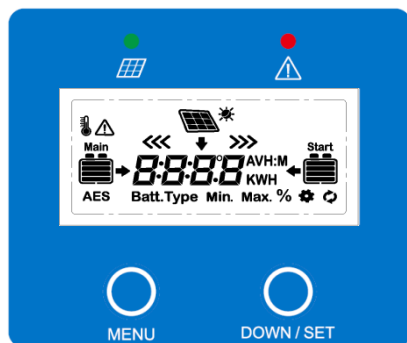 Main
<<<
>>>
Start
8:8.8.8 AVH:M
KWH
AES
Batt.Type Min. Max. %
MENU
DOWN / SET